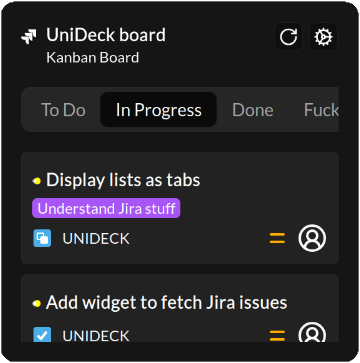 UniDeck board
Kanban Board
To Do In Progress Done Fuck
Display lists as tabs
Understand Jira stuff
UNIDECK
Add widget to fetch Jira issues
UNIDECK